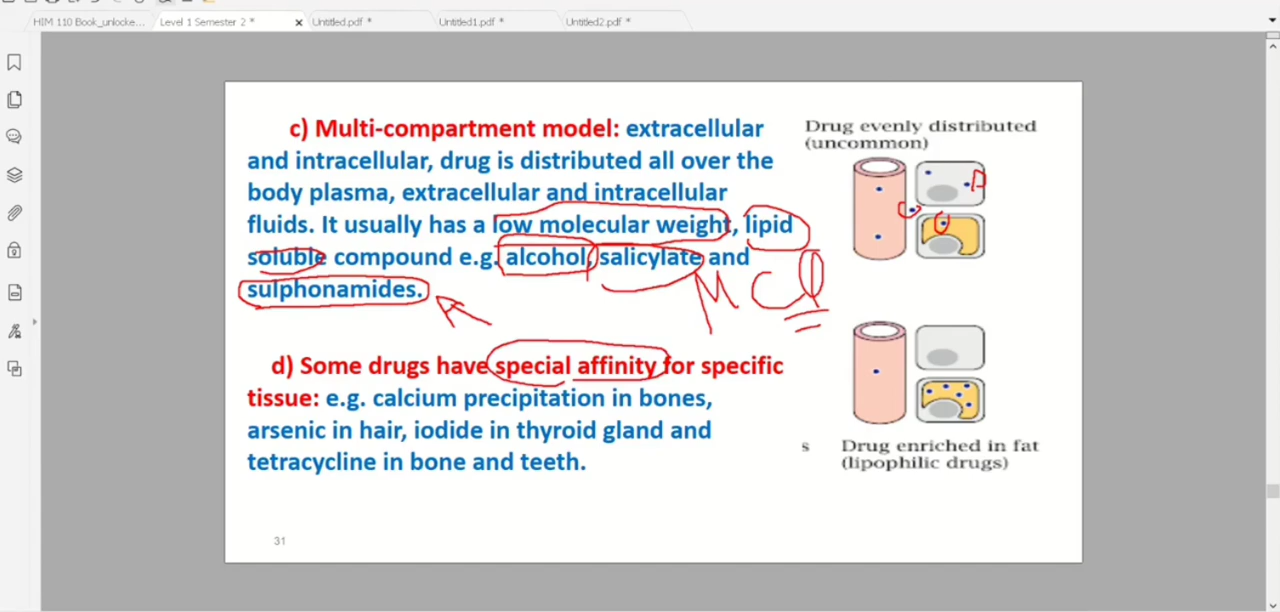 HIM 110 Book_unlocke...
Level 1 Semester 2 *
Untitled.pdf *
Untitled1.pdf *
Untitled2.pdf *
c) Multi-compartment model: extracellular
and intracellular, drug is distributed all over the
body plasma, extracellular and intracellular
fluids. It usually has a low molecular weight, lipid
soluble compound e.g. alcohol, salicylate and
sulphonamides.
d) Some drugs have special affinity for specific
tissue: e.g. calcium precipitation in bones,
arsenic in hair, iodide in thyroid gland and
tetracycline in bone and teeth.
31
Drug evenly distributed
(uncommon)
s Drug enriched in fat
(lipophilic drugs)